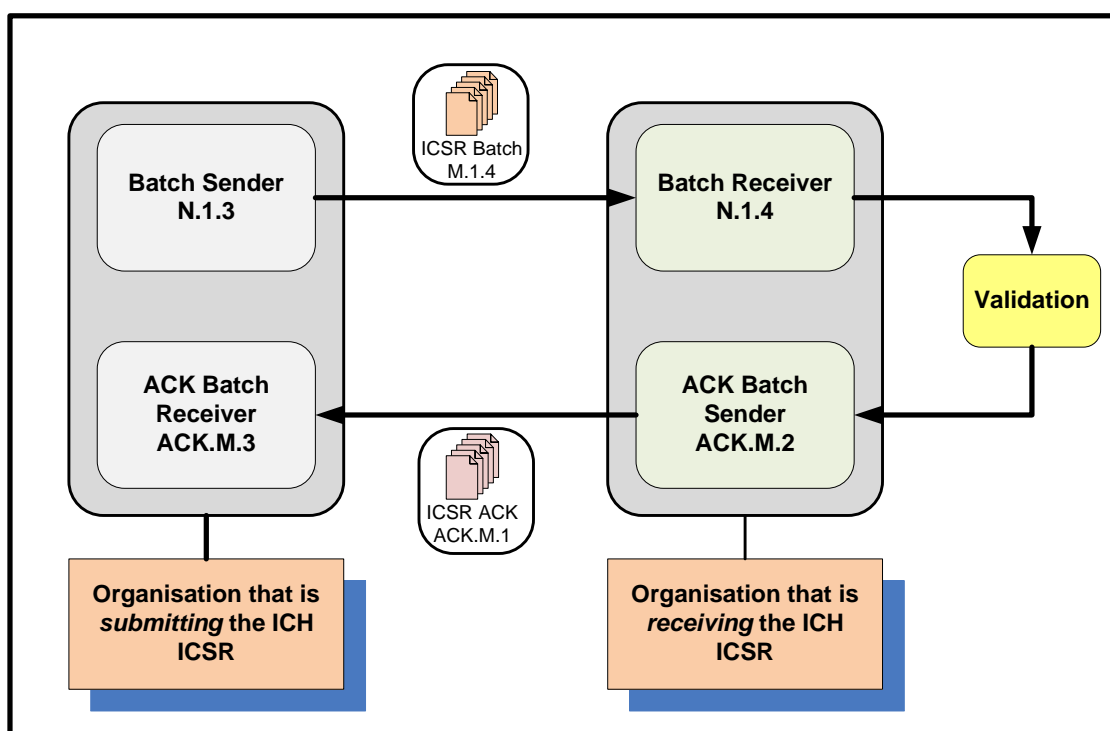 ICSR Batch
M.1.4
Batch Sender
N.1.3
Batch Receiver
N.1.4
Validation
ACK Batch
Receiver
ACK.M.3
ACK Batch
Sender
ACK.M.2
ICSR ACK
ACK.M.1
Organisation that is
submitting the ICH
ICSR
Organisation that is
receiving the ICH
ICSR